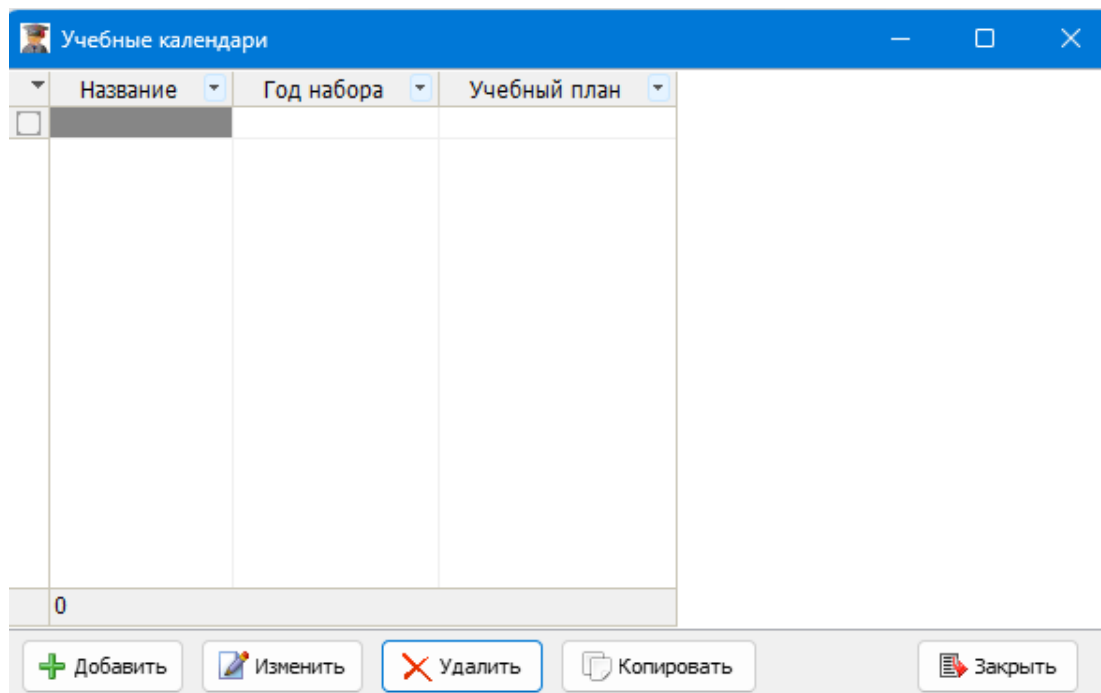 Учебные календари
Название Год набора Учебный план
0
Добавить Изменить Удалить Копировать Закрыть